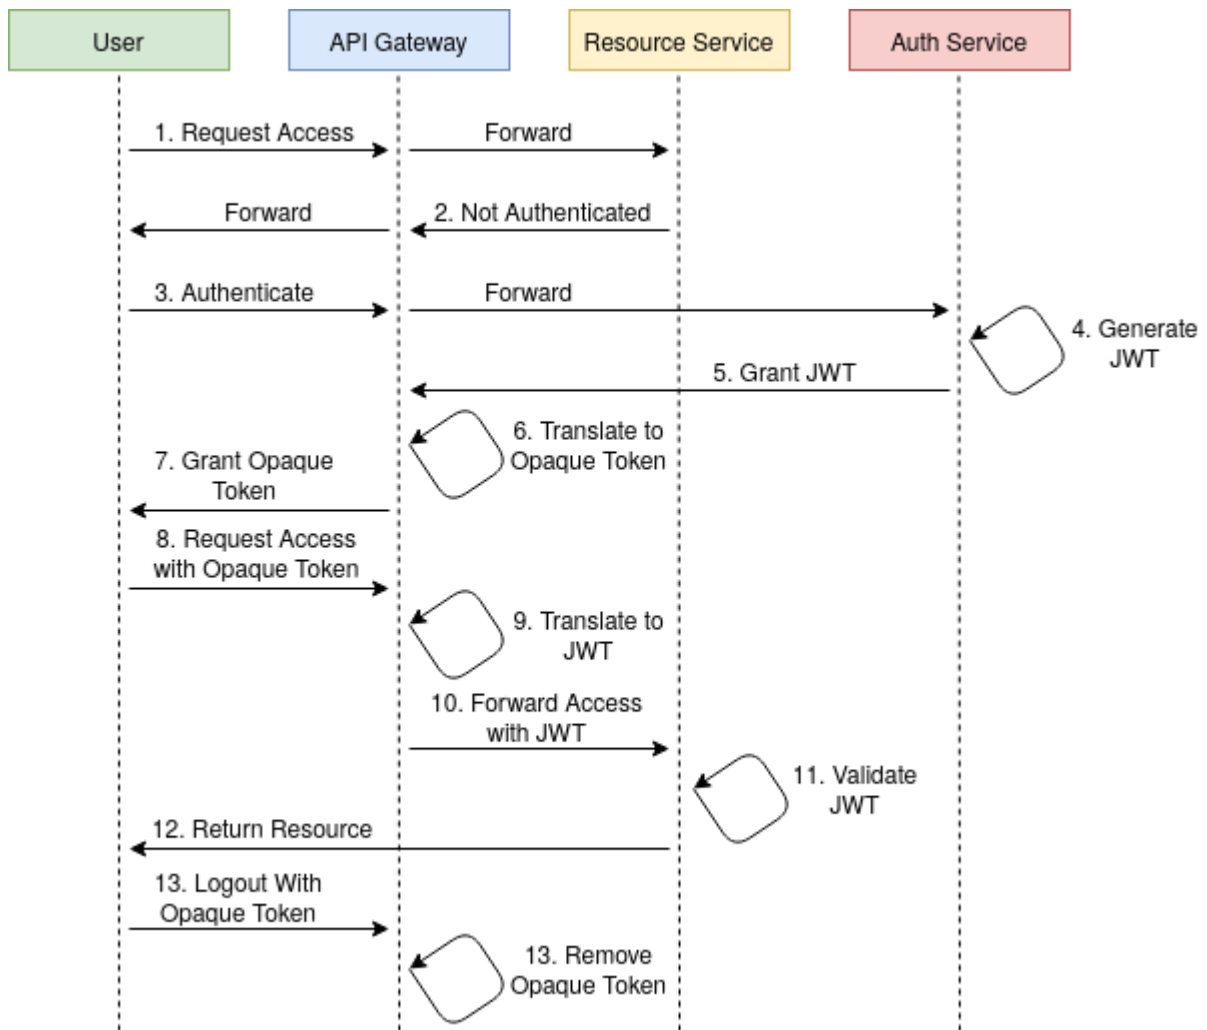 User
API Gateway
Resource Service
Auth Service
1. Request Access
Forward
Forward
2. Not Authenticated
3. Authenticate
Forward
4. Generate
JWT
5. Grant JWT
6. Translate to
Opaque Token
7. Grant Opaque
Token
8. Request Access
with Opaque Token
9. Translate to
JWT
10. Forward Access
with JWT
11. Validate
JWT
12. Return Resource
13. Logout With
Opaque Token
13. Remove
Opaque Token